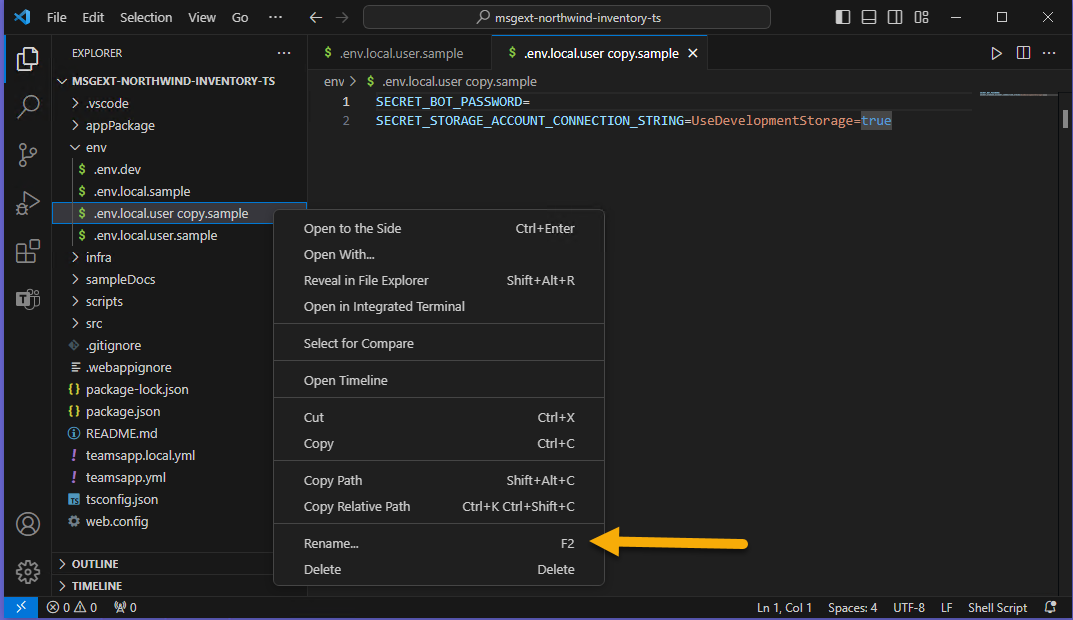 File Edit Selection View Go ··· msgext-northwind-inventory-ts
EXPLORER ···
MSGEXT-NORTHWIND-INVENTORY-TS
.vscode
appPackage
env
$ .env.dev
$ .env.local.sample
$ .env.local.user copy.sample
$ .env.local.user.sample
infra
sampleDocs
scripts
src
.gitignore
.webappignore
{} package-lock.json
{} package.json
README.md
! teamsapp.local.yml
! teamsapp.yml
TS tsconfig.json
web.config
OUTLINE
TIMELINE
$ .env.local.user.sample
$ .env.local.user copy.sample
env > $ .env.local.user copy.sample
1 SECRET_BOT_PASSWORD=
2 SECRET_STORAGE_ACCOUNT_CONNECTION_STRING=UseDevelopmentStorage=true
Open to the Side Ctrl+Enter
Open With...
Reveal in File Explorer Shift+Alt+R
Open in Integrated Terminal
Select for Compare
Open Timeline
Cut Ctrl+X
Copy Ctrl+C
Copy Path Shift+Alt+C
Copy Relative Path Ctrl+K Ctrl+Shift+C
Rename... F2
Delete Delete
0 0 0 Ln 1, Col 1 Spaces: 4 UTF-8 LF Shell Script